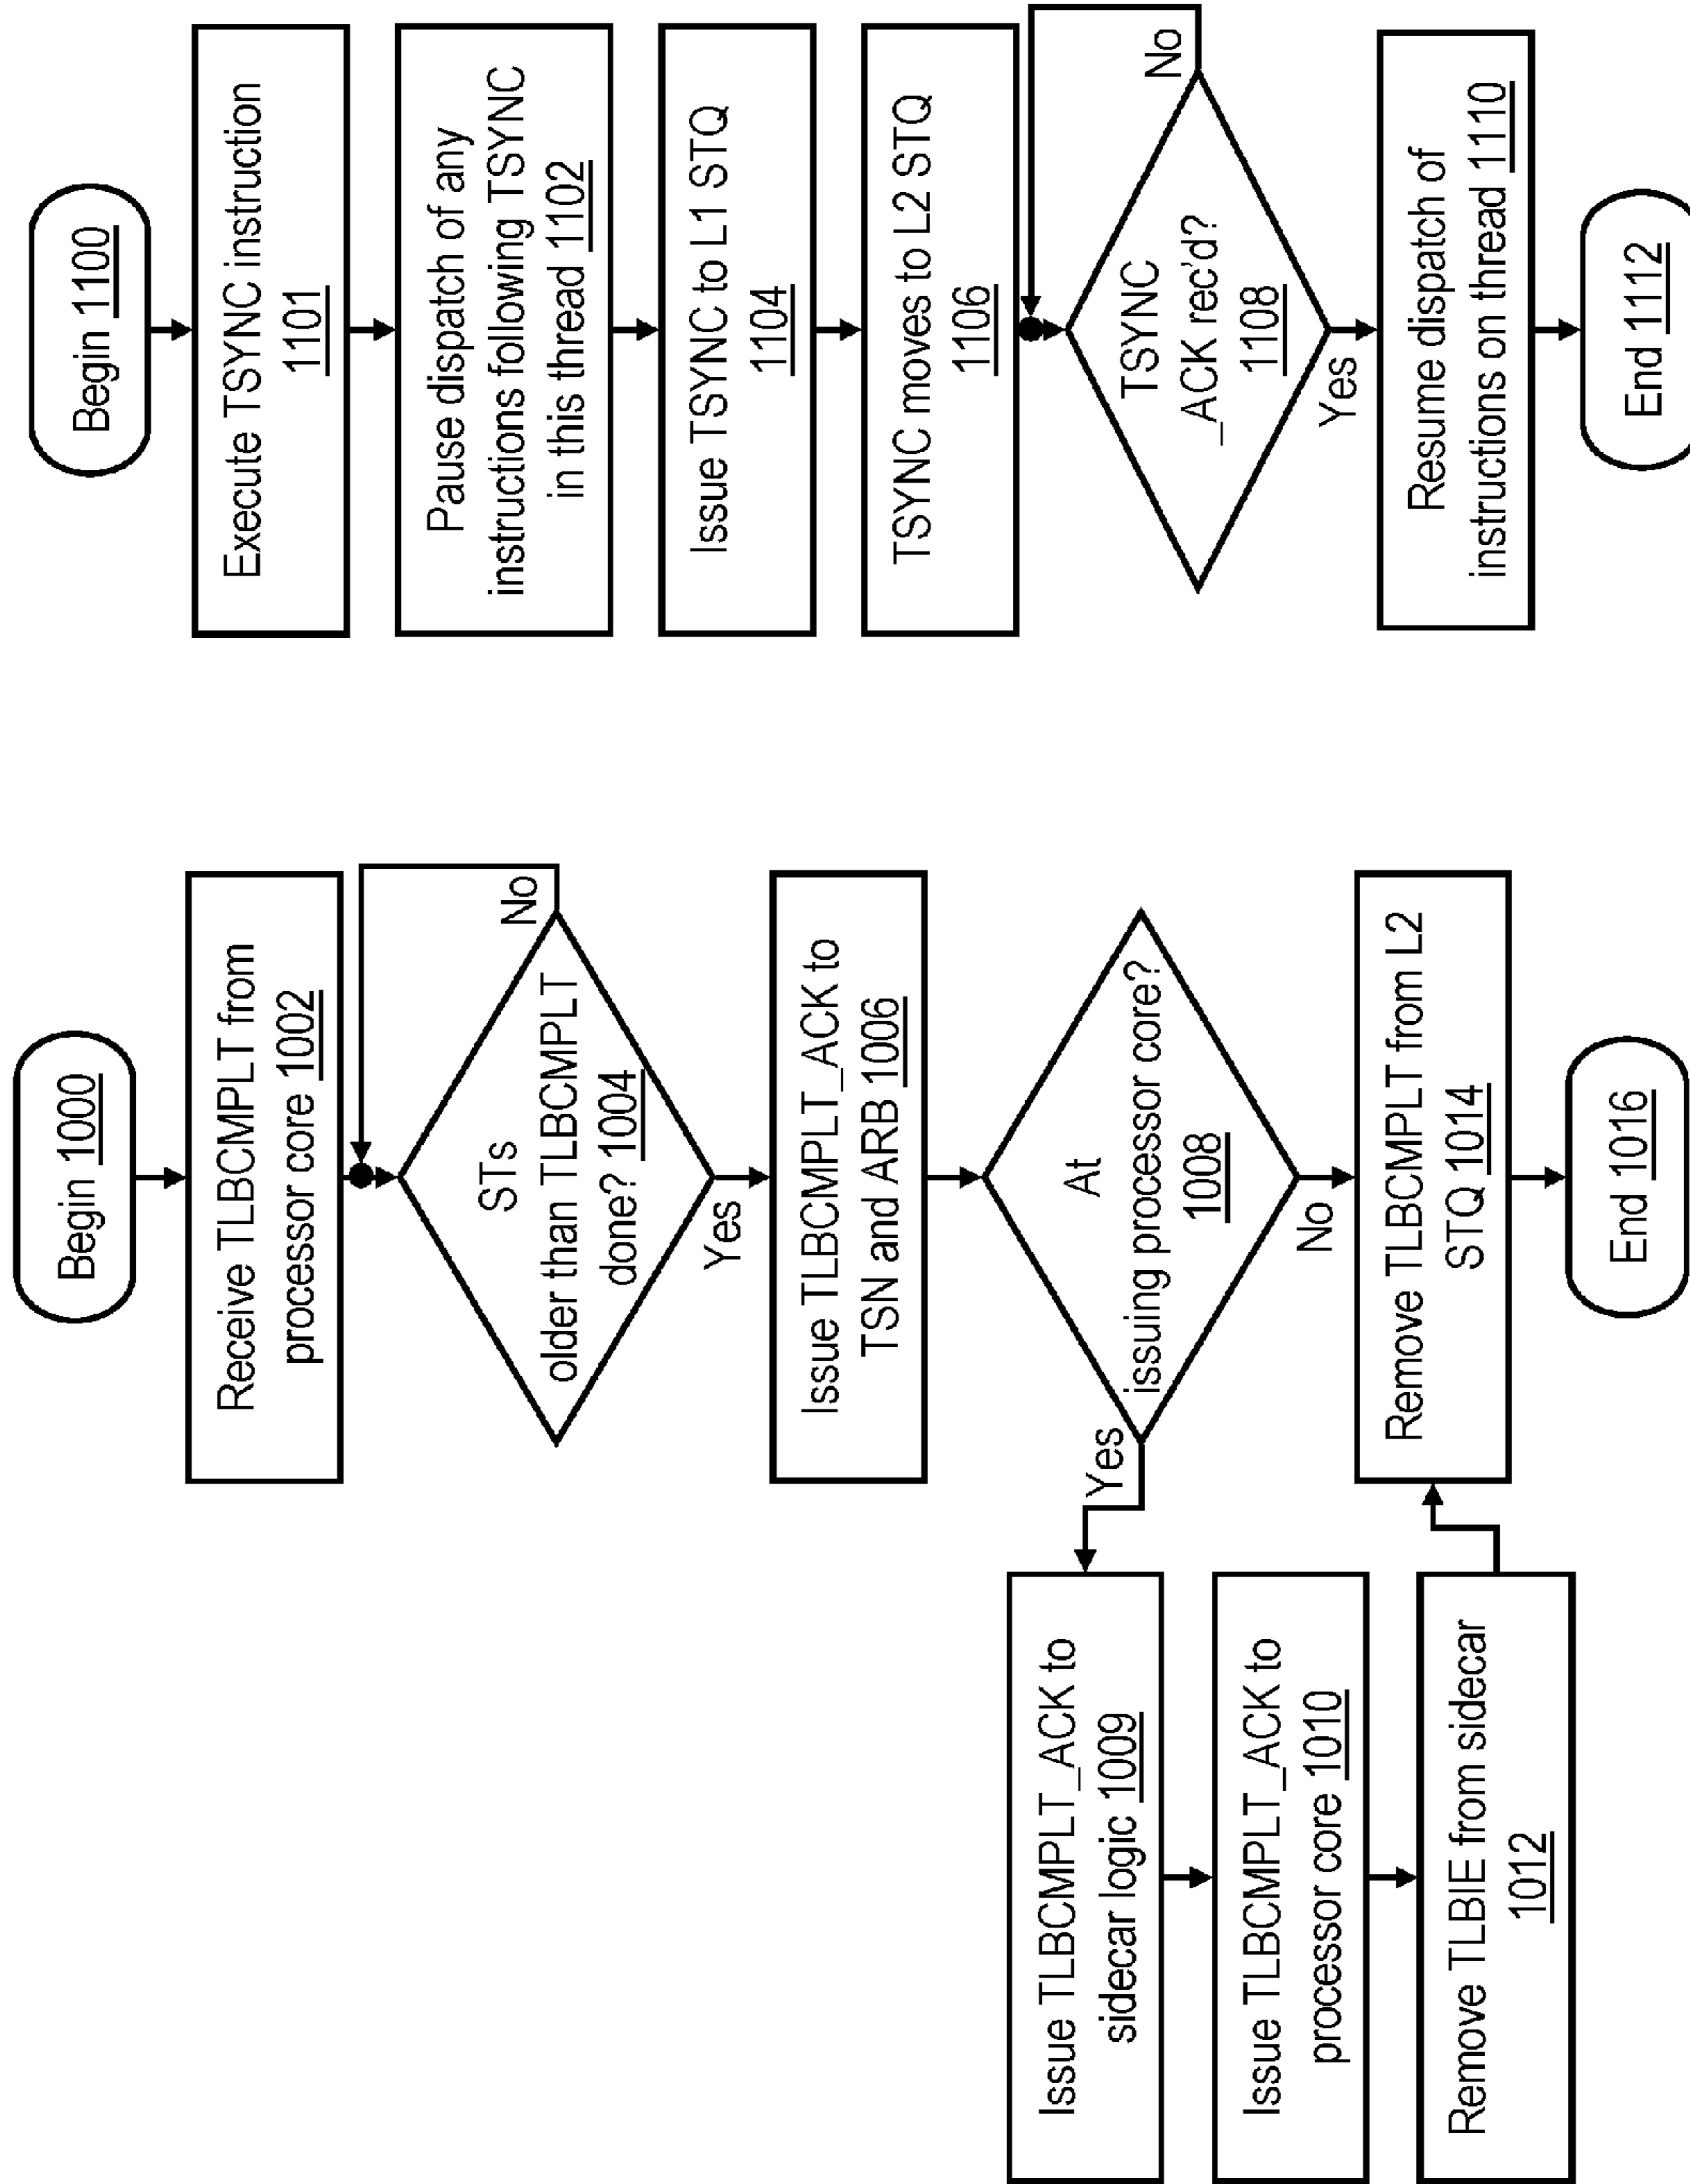 Begin 1000
Receive TLBCMPLT from
processor core 1002
STs
older than TLBCMPLT
done? 1004
No
Yes
Issue TLBCMPLT_ACK to
TSN and ARB 1006
At
issuing processor core?
1008
Yes
No
Issue TLBCMPLT_ACK to
sidecar logic 1009
Issue TLBCMPLT_ACK to
processor core 1010
Remove TLBIE from sidecar
1012
Remove TLBCMPLT from L2
STQ 1014
End 1016
Begin 1100
Execute TSYNC instruction
1101
Pause dispatch of any
instructions following TSYNC
in this thread 1102
Issue TSYNC to L1 STQ
1104
TSYNC moves to L2 STQ
1106
TSYNC
_ACK rec'd?
1108
No
Yes
Resume dispatch of
instructions on thread 1110
End 1112